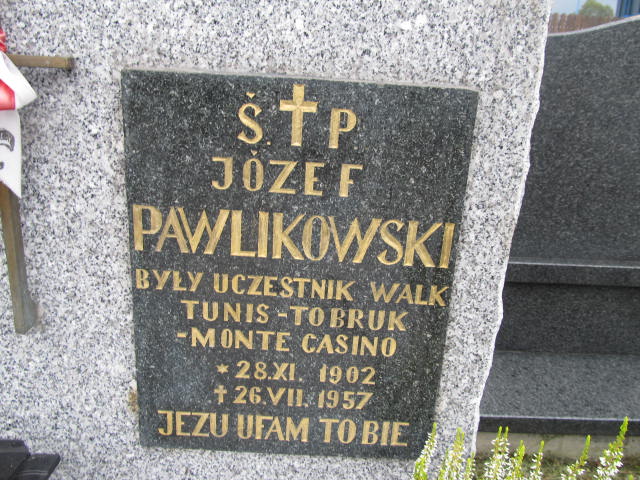 Ś. P
JÓZEF
PAWLIKOWSKI
BYŁY UCZESTNIK WALK
TUNIS-TOBRUK
-MONTE CASINO
* 28.XI. 1902
† 26.VII. 1957
JEZU UFAM TOBIE